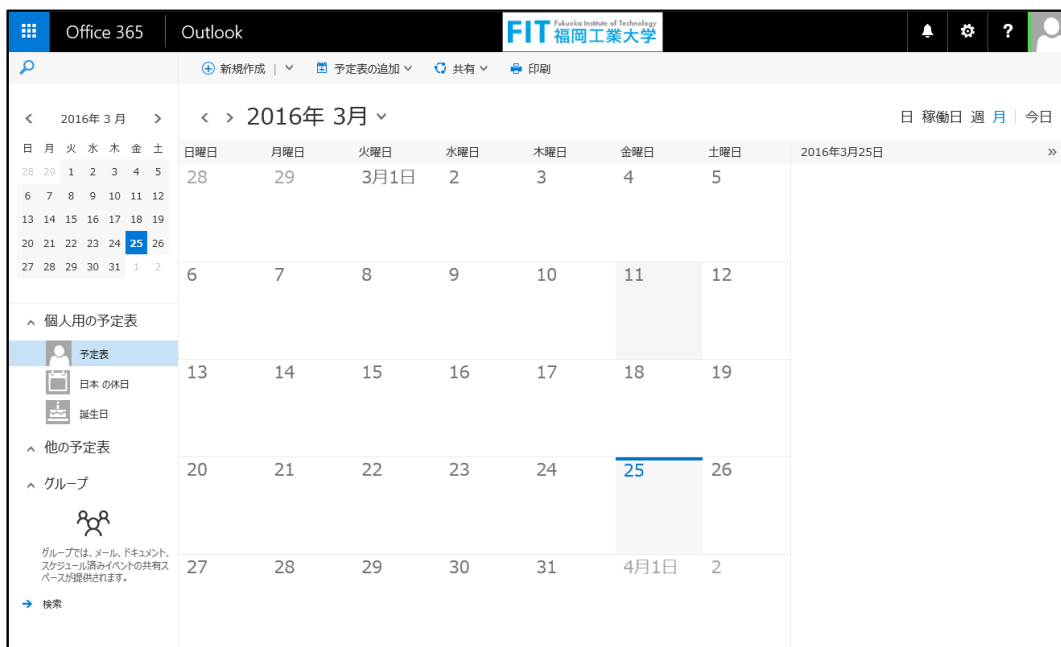 Office 365 Outlook FIT Fukuoka Institute of Technology 福岡工業大学 ?
新規作成 予定表の追加 共有 印刷
2016年 3 月
日 月 火 水 木 金 土
28 29 1 2 3 4 5
6 7 8 9 10 11 12
13 14 15 16 17 18 19
20 21 22 23 24 25 26
27 28 29 30 31 1 2
個人用の予定表
予定表
日本 の休日
誕生日
他の予定表
グループ
グループでは、メール、ドキュメント、
スケジュール済みイベントの共有ス
ペースが提供されます。
検索
2016年 3月
日 稼働日 週 月 今日
日曜日 月曜日 火曜日 水曜日 木曜日 金曜日 土曜日 2016年3月25日 »
28 29 3月1日 2 3 4 5
6 7 8 9 10 11 12
13 14 15 16 17 18 19
20 21 22 23 24 25 26
27 28 29 30 31 4月1日 2